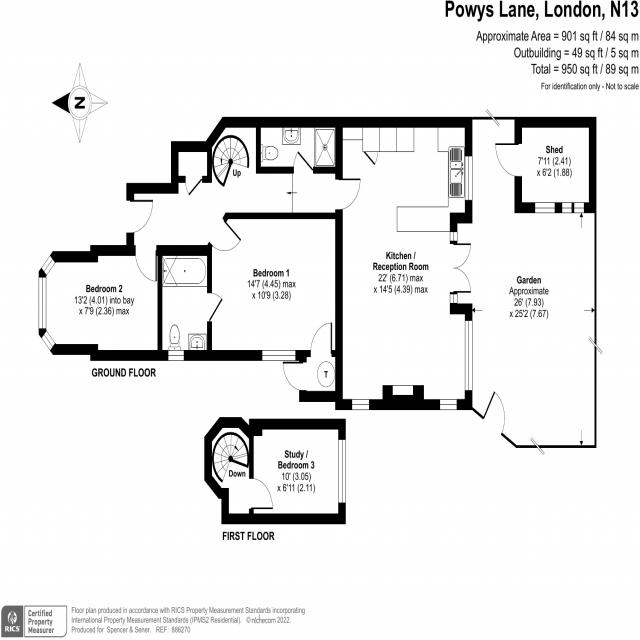 Powys Lane, London, N13
Approximate Area = 901 sq ft / 84 sq m
Outbuilding = 49 sq ft / 5 sq m
Total = 950 sq ft / 89 sq m
For identification only - Not to scale
N
Up
Shed
7'11 (2.41)
x 6'2 (1.88)
Kitchen /
Reception Room
22' (6.71) max
x 14'5 (4.39) max
Bedroom 1
14'7 (4.45) max
x 10'9 (3.28)
Bedroom 2
13'2 (4.01) into bay
x 7'9 (2.36) max
Garden
Approximate
26' (7.93)
x 25'2 (7.67)
T
GROUND FLOOR
Study /
Bedroom 3
10' (3.05)
x 6'11 (2.11)
Down
FIRST FLOOR
RICS
Certified
Property
Measurer
Floor plan produced in accordance with RICS Property Measurement Standards incorporating
International Property Measurement Standards (IPMS2 Residential). ©nichecom 2022.
Produced for Spencer & Sener. REF: 886270